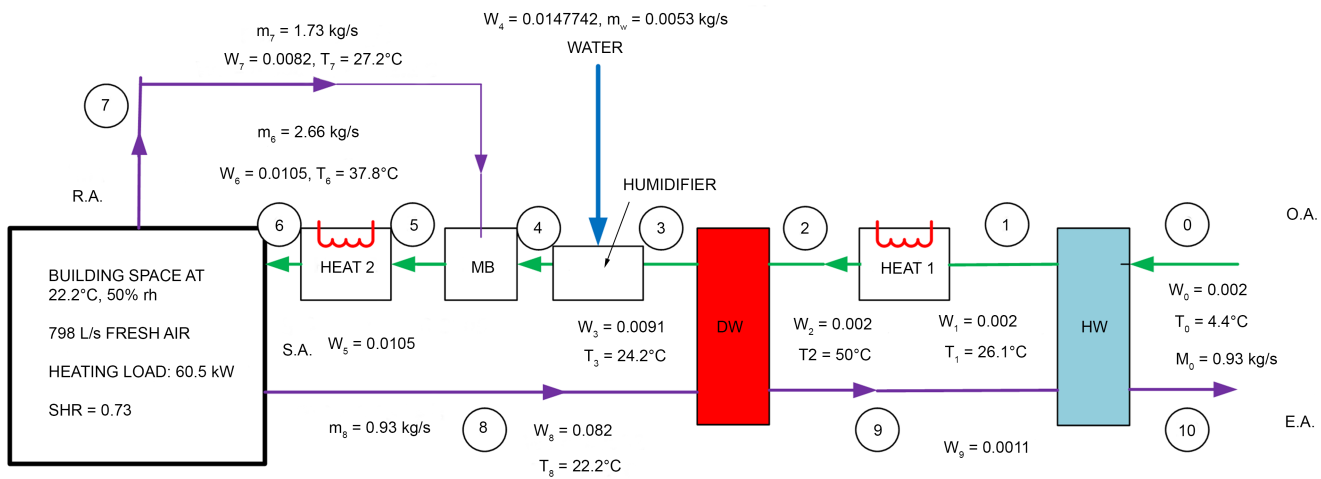 W4 = 0.0147742, mw = 0.0053 kg/s
WATER
m7 = 1.73 kg/s
W7 = 0.0082, T7 = 27.2°C
7
m6 = 2.66 kg/s
W6 = 0.0105, T6 = 37.8°C
R.A.
HUMIDIFIER
6
5
4
3
2
1
0
O.A.
HEAT 2
MB
HEAT 1
BUILDING SPACE AT
22.2°C, 50% rh
798 L/s FRESH AIR
HEATING LOAD: 60.5 kW
SHR = 0.73
S.A.
W5 = 0.0105
W3 = 0.0091
T3 = 24.2°C
DW
W2 = 0.002
T2 = 50°C
W1 = 0.002
T1 = 26.1°C
HW
W0 = 0.002
T0 = 4.4°C
M0 = 0.93 kg/s
m8 = 0.93 kg/s
8
W8 = 0.082
T8 = 22.2°C
9
W9 = 0.0011
10
E.A.